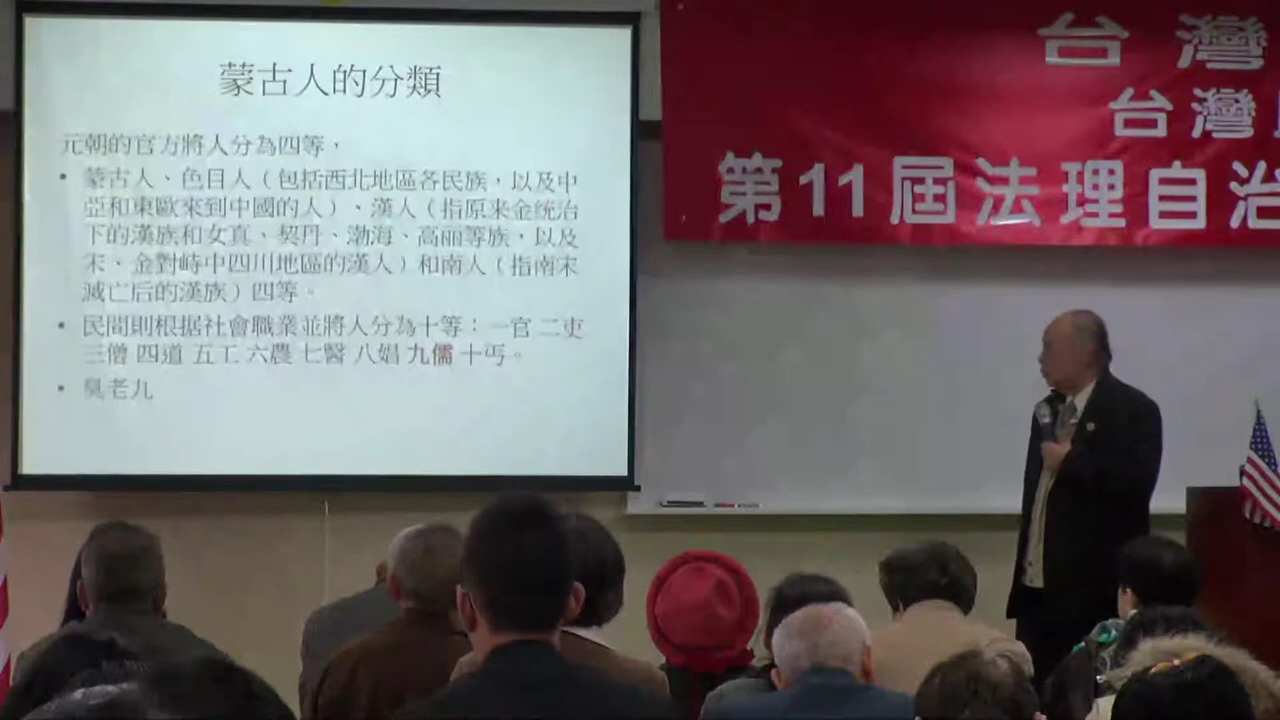 蒙古人的分類
元朝的官方將人分為四等，
• 蒙古人、色目人（包括西北地區各民族，以及中
亞和東歐來到中國的人）、漢人（指原来金统治
下的漢族和女真、契丹、渤海、高丽等族，以及
宋、金對峙中四川地區的漢人）和南人（指南宋
滅亡后的漢族）四等。
• 民間則根据社會職業並將人分為十等：一官 二吏
三僧 四道 五工 六農 七醫 八娼 九儒 十丐。
• 臭老九
台灣
台灣
第11屆法理自治